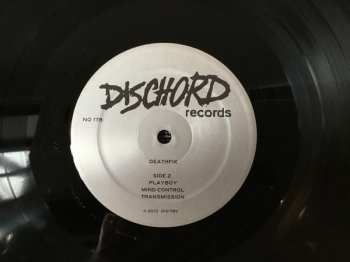 DISCHORD
records
NO 178
DEATHFIX
SIDE 2
PLAYBOY
MIND CONTROL
TRANSMISSION